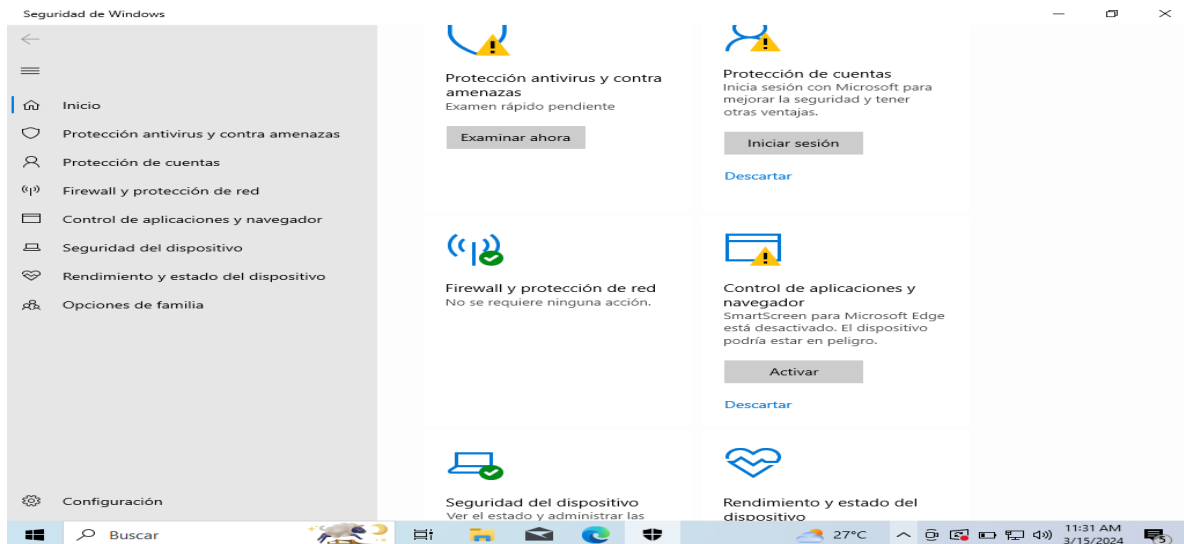 Seguridad de Windows
Inicio
Protección antivirus y contra amenazas
Protección de cuentas
Firewall y protección de red
Control de aplicaciones y navegador
Seguridad del dispositivo
Rendimiento y estado del dispositivo
Opciones de familia
Configuración
Protección antivirus y contra
amenazas
Examen rápido pendiente
Examinar ahora
Protección de cuentas
Inicia sesión con Microsoft para
mejorar la seguridad y tener
otras ventajas.
Iniciar sesión
Descartar
Firewall y protección de red
No se requiere ninguna acción.
Control de aplicaciones y
navegador
SmartScreen para Microsoft Edge
está desactivado. El dispositivo
podría estar en peligro.
Activar
Descartar
Seguridad del dispositivo
Ver el estado y administrar las
Rendimiento y estado del
dispositivo
Buscar
27°C
11:31 AM
3/15/2024
5